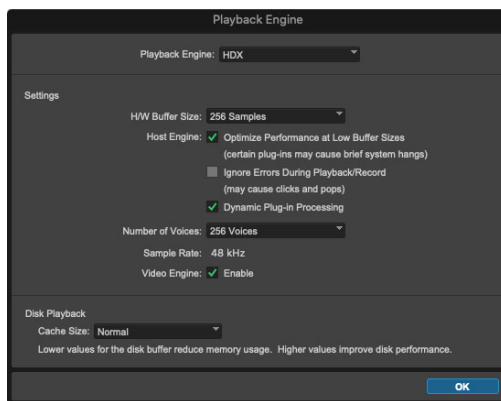 Playback Engine
Playback Engine: HDX
Settings
H/W Buffer Size: 256 Samples
Host Engine: Optimize Performance at Low Buffer Sizes
(certain plug-ins may cause brief system hangs)
Ignore Errors During Playback/Record
(may cause clicks and pops)
Dynamic Plug-in Processing
Number of Voices: 256 Voices
Sample Rate: 48 kHz
Video Engine: Enable
Disk Playback
Cache Size: Normal
Lower values for the disk buffer reduce memory usage. Higher values improve disk performance.
OK